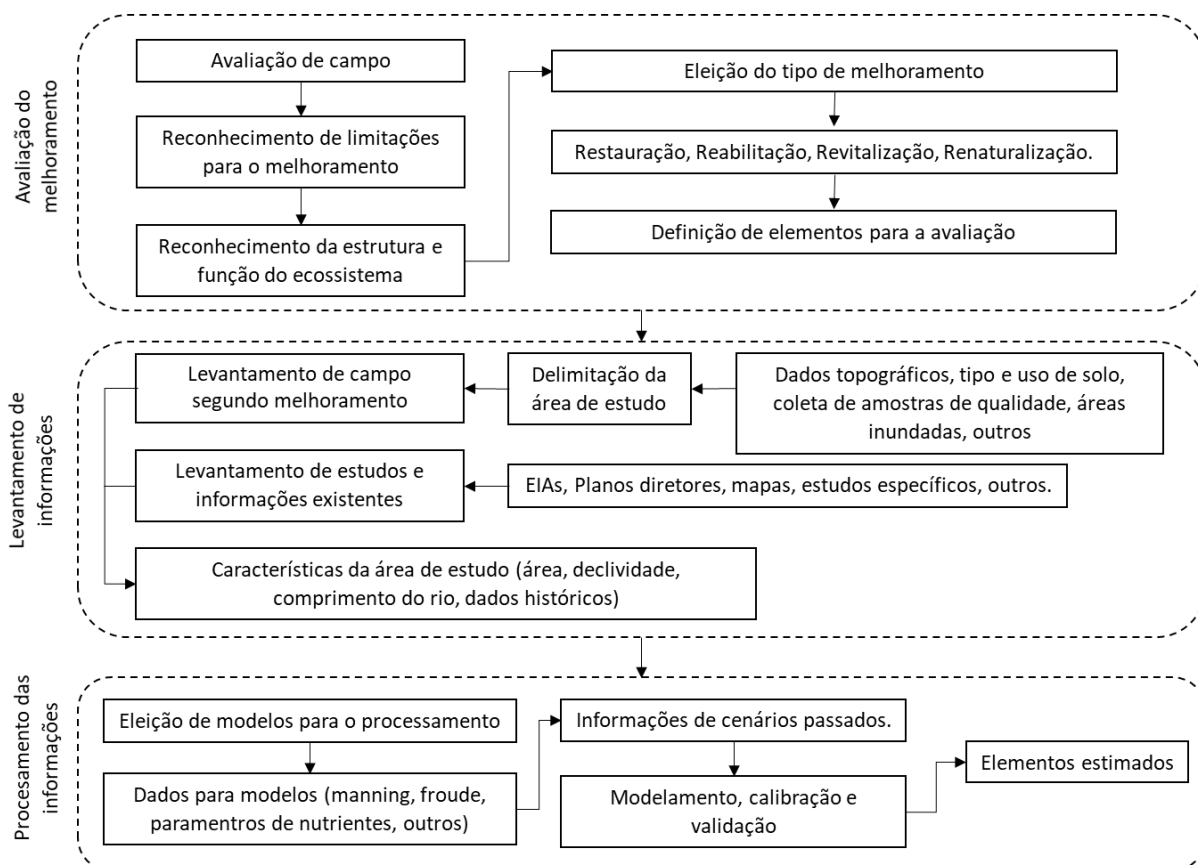 Avaliação do
melhoramento
Avaliação de campo
Reconhecimento de limitações
para o melhoramento
Reconhecimento da estrutura e
função do ecossistema
Eleição do tipo de melhoramento
Restauração, Reabilitação, Revitalização, Renaturalização.
Definição de elementos para a avaliação
Levantamento de
informações
Levantamento de campo
segundo melhoramento
Delimitação da
área de estudo
Dados topográficos, tipo e uso de solo,
coleta de amostras de qualidade, áreas
inundadas, outros
Levantamento de estudos e
informações existentes
EIAs, Planos diretores, mapas, estudos específicos, outros.
Características da área de estudo (área, declividade,
comprimento do rio, dados históricos)
Procesamento das
informações
Eleição de modelos para o processamento
Dados para modelos (manning, froude,
paramentros de nutrientes, outros)
Informações de cenários passados.
Modelamento, calibração e
validação
Elementos estimados